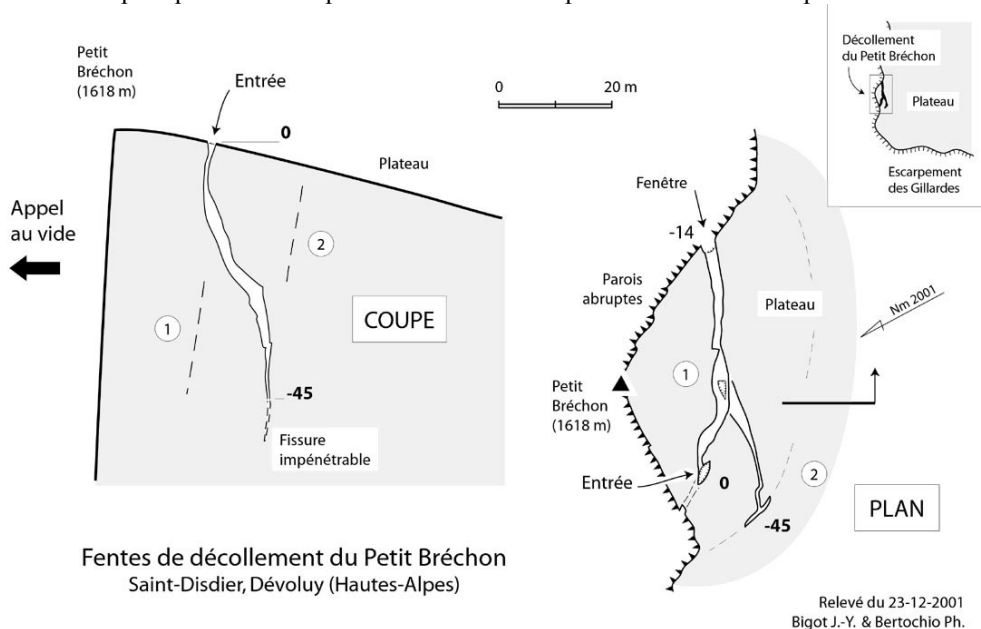 Petit
Bréchon
(1618 m)
Entrée
0
Plateau
Appel
au vide
1
2
COUPE
-45
Fissure
impénétrable
0
20 m
Décollement
du Petit Bréchon
Plateau
Escarpement
des Gillardes
Fenêtre
-14
Parois
abruptes
Plateau
Nm 2001
1
Petit
Bréchon
(1618 m)
Entrée
0
2
-45
PLAN
Fentes de décollement du Petit Bréchon
Saint-Disdier, Dévoluy (Hautes-Alpes)
Relevé du 23-12-2001
Bigot J.-Y. & Bertochio Ph.